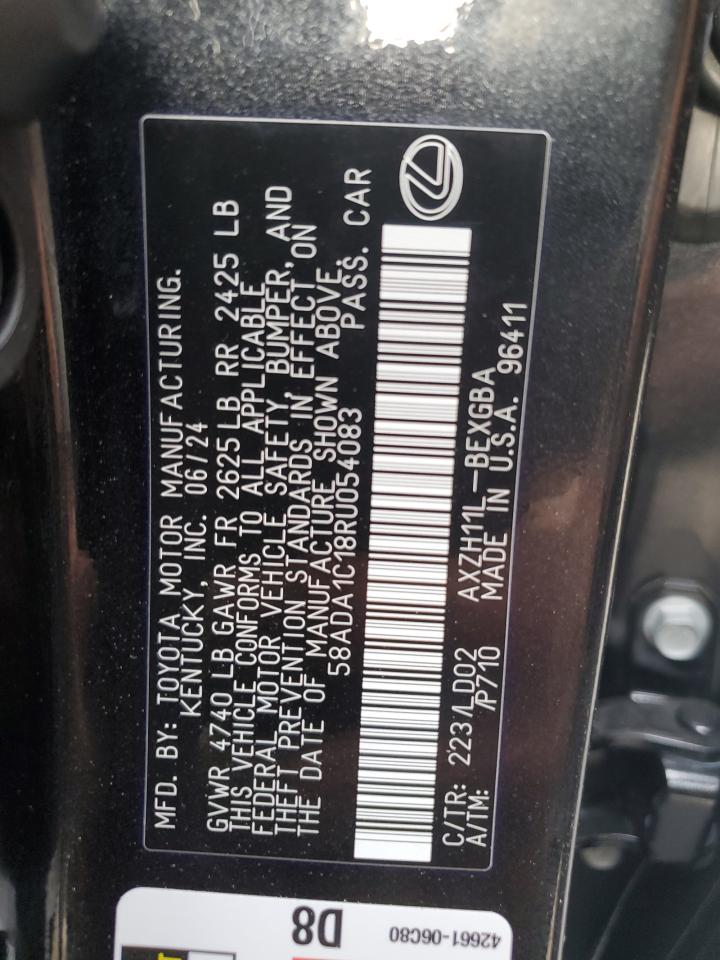 MFD. BY: TOYOTA MOTOR MANUFACTURING.
KENTUCKY, INC. 06/24
GVWR 4740 LB GAWR FR 2625 LB RR 2425 LB
THIS VEHICLE CONFORMS TO ALL APPLICABLE
FEDERAL MOTOR VEHICLE SAFETY, BUMPER, AND
THEFT PREVENTION STANDARDS IN EFFECT ON
THE DATE OF MANUFACTURE SHOWN ABOVE.
58ADA1C18RU054083 PASS. CAR
C/TR: 223/LD02 AXZH11L-BEXGBA
A/TM: /P710 MADE IN U.S.A. 96411
42661-06C80
D8